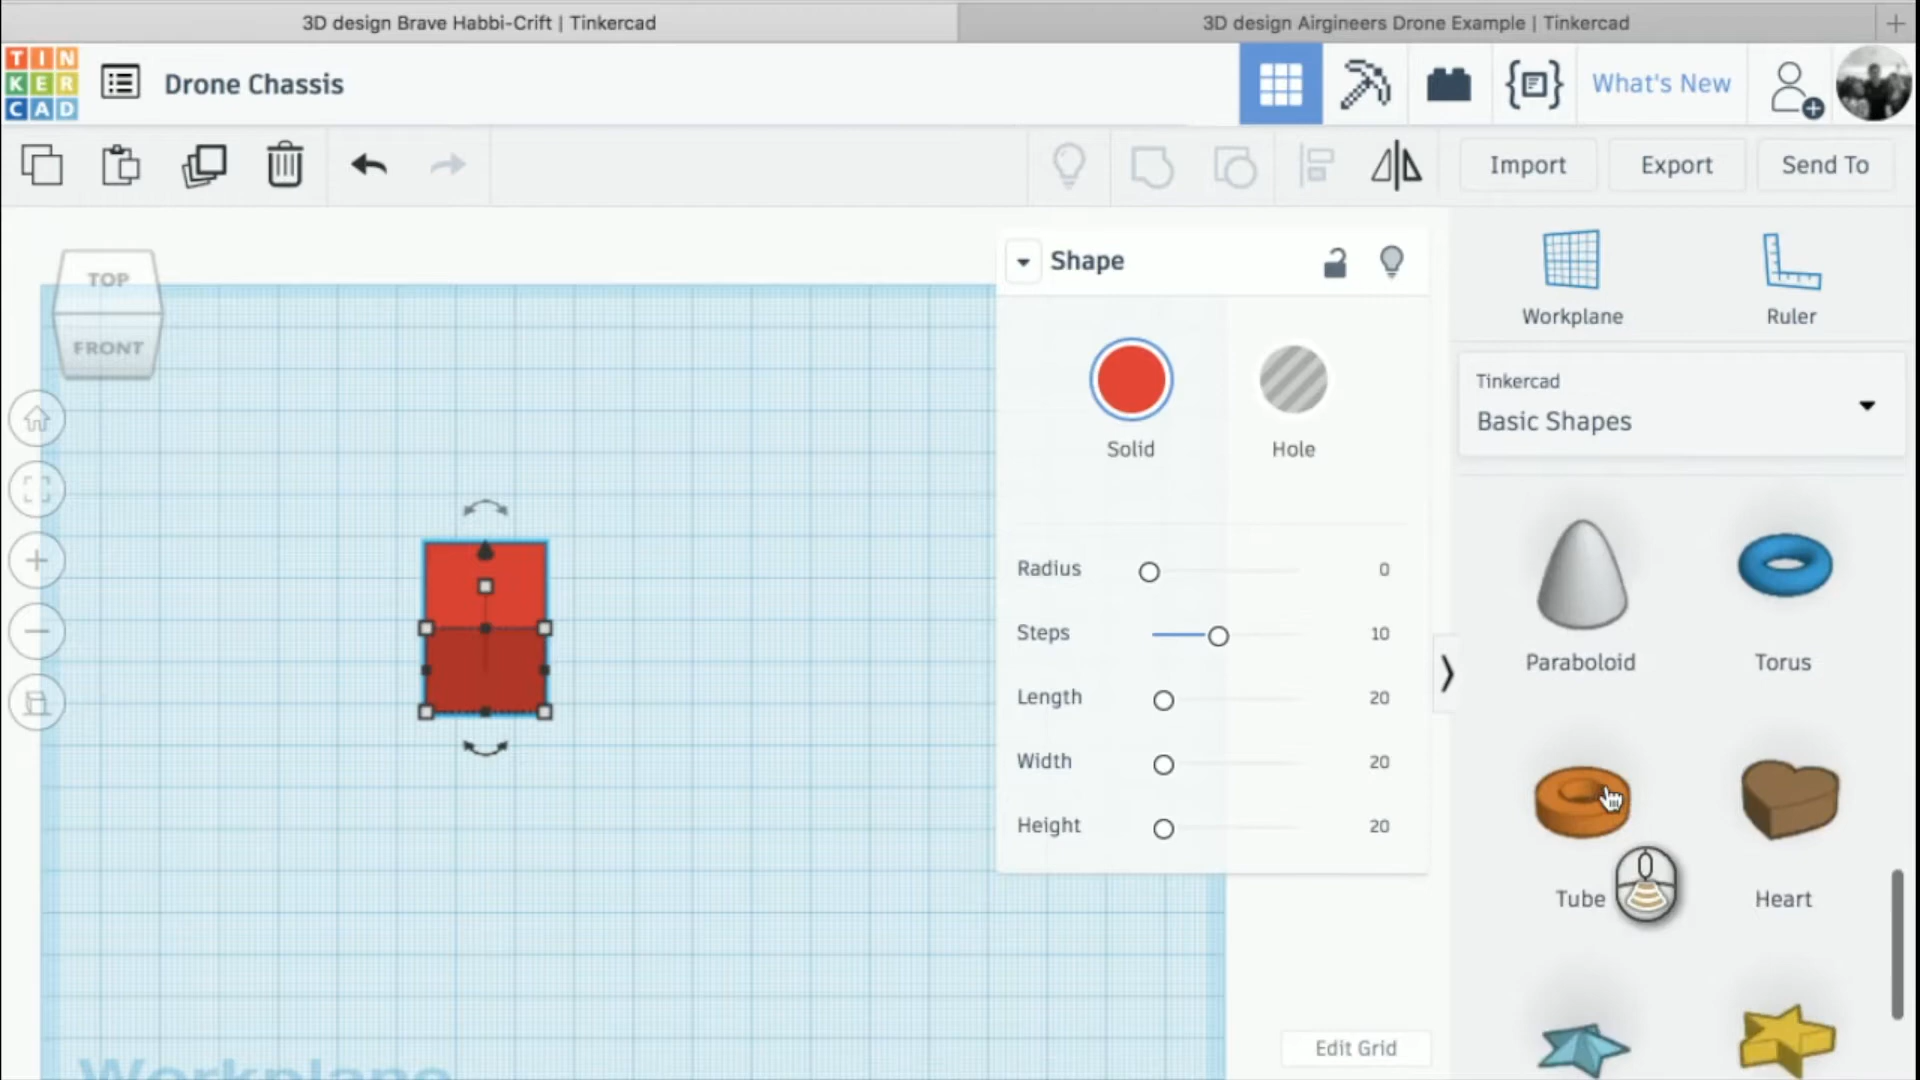 3D design Brave Habbi-Crift | Tinkercad
3D design Airgineers Drone Example | Tinkercad
TIN
KER
CAD
Drone Chassis
What's New
Import
Export
Send To
TOP
FRONT
Shape
Solid
Hole
Radius 0
Steps 10
Length 20
Width 20
Height 20
Workplane
Ruler
Tinkercad
Basic Shapes
Paraboloid
Torus
Tube
Heart
Edit Grid
Workplane